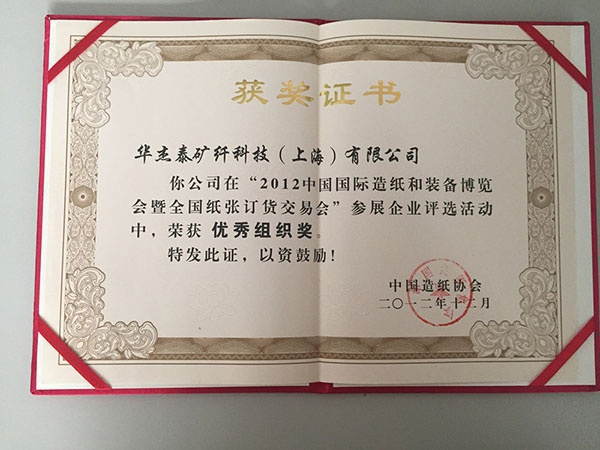 获奖证书
华杰泰矿纤科技（上海）有限公司
你公司在“2012中国国际造纸和装备博览
会暨全国纸张订货交易会”参展企业评选活动
中，荣获 优秀组织奖。
特发此证，以资鼓励！
中国造纸协会
二〇一二年十二月